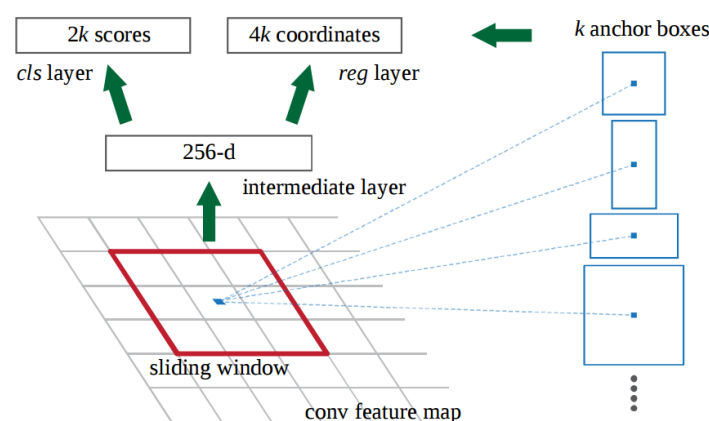 2k scores
4k coordinates
k anchor boxes
cls layer
reg layer
256-d
intermediate layer
sliding window
conv feature map